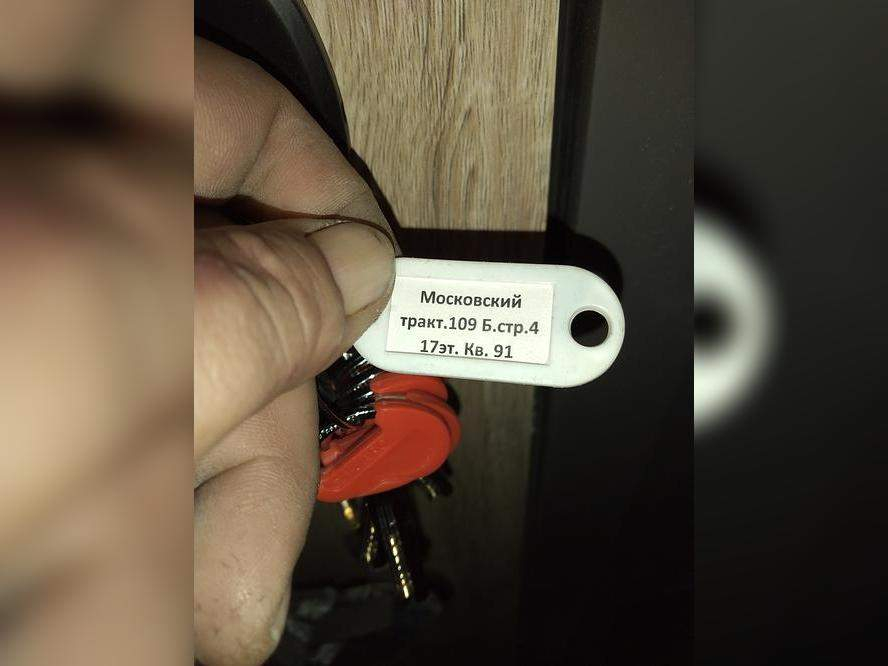 Московский
тракт.109 Б.стр.4
17эт. Кв. 91